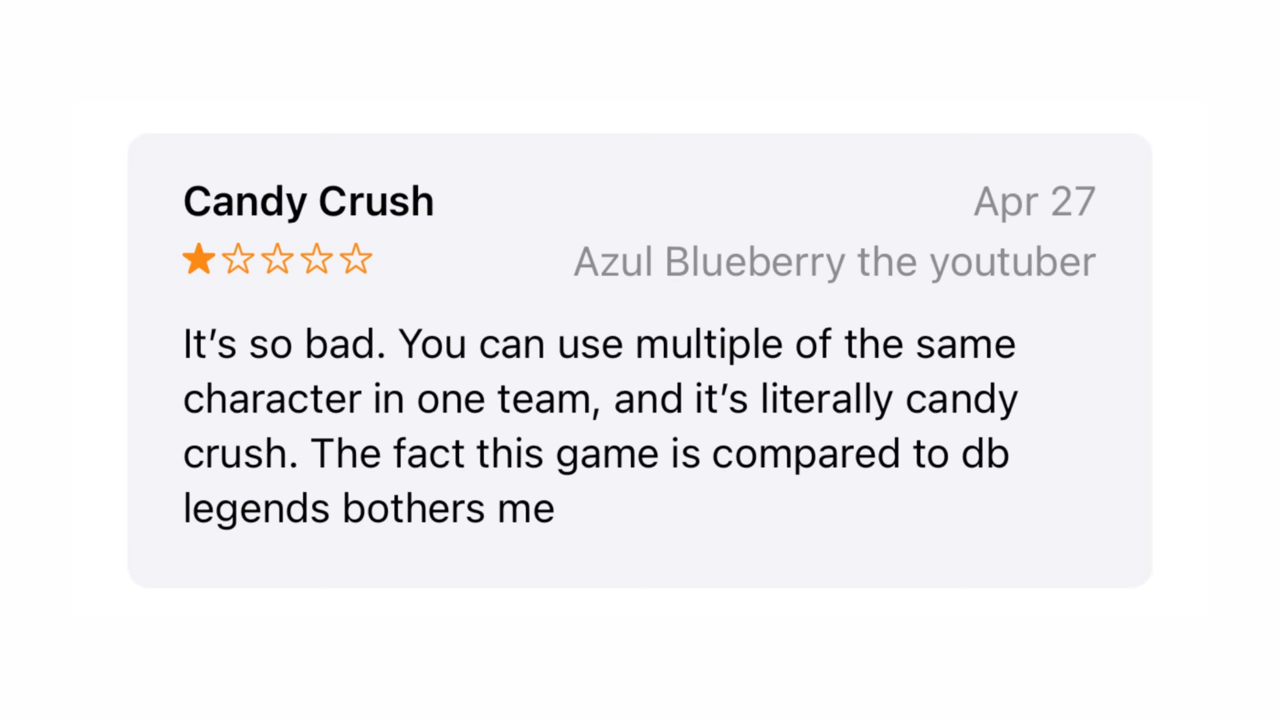 Candy Crush
Apr 27
Azul Blueberry the youtuber
It’s so bad. You can use multiple of the same
character in one team, and it’s literally candy
crush. The fact this game is compared to db
legends bothers me